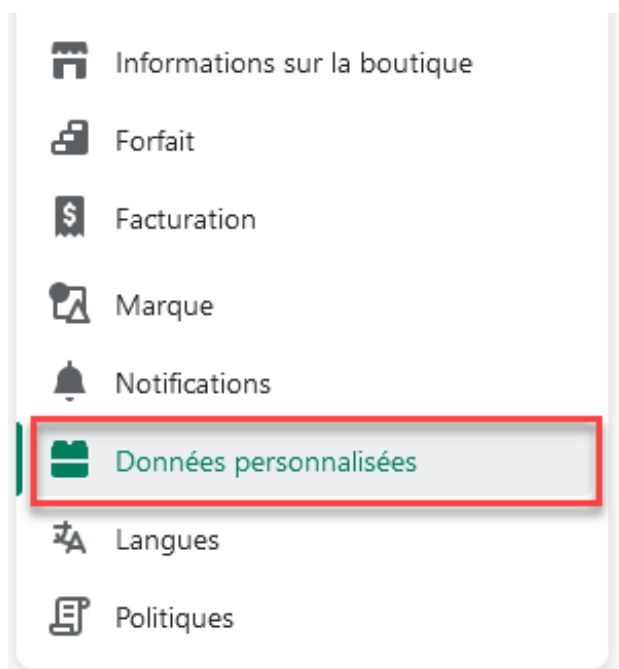 Informations sur la boutique
Forfait
$
Facturation
Marque
Notifications
Données personnalisées
Langues
Politiques